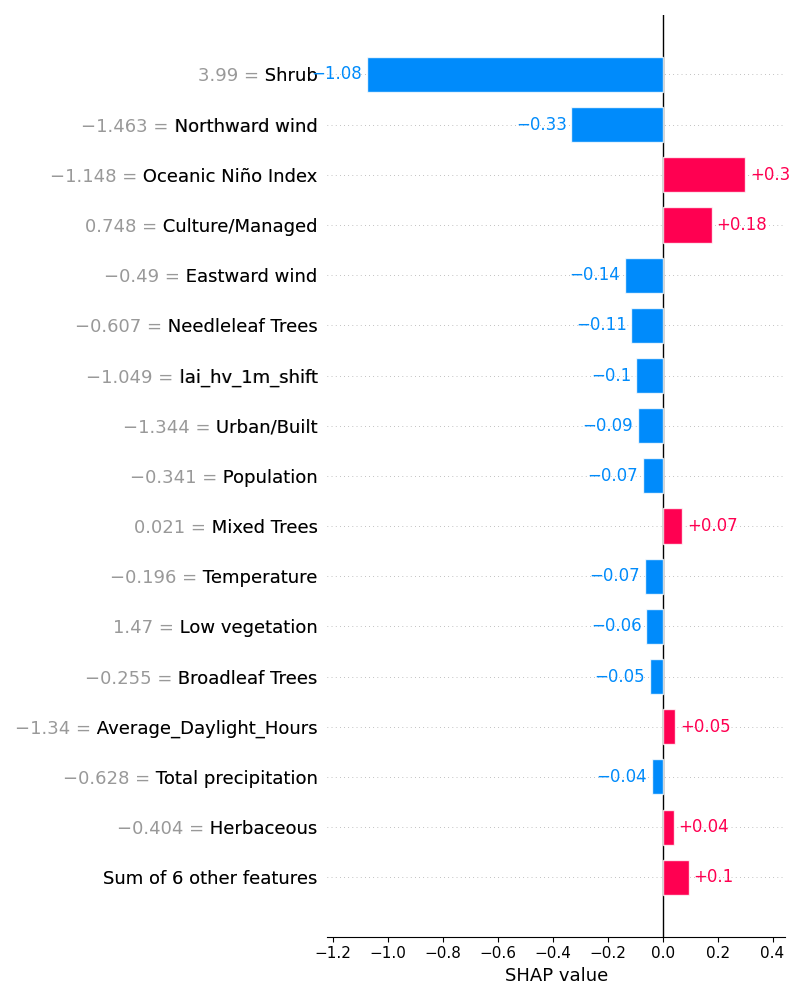 3.99 = Shrub −1.08
−1.463 = Northward wind −0.33
−1.148 = Oceanic Niño Index +0.3
0.748 = Culture/Managed +0.18
−0.49 = Eastward wind −0.14
−0.607 = Needleleaf Trees −0.11
−1.049 = lai_hv_1m_shift −0.1
−1.344 = Urban/Built −0.09
−0.341 = Population −0.07
0.021 = Mixed Trees +0.07
−0.196 = Temperature −0.07
1.47 = Low vegetation −0.06
−0.255 = Broadleaf Trees −0.05
−1.34 = Average_Daylight_Hours +0.05
−0.628 = Total precipitation −0.04
−0.404 = Herbaceous +0.04
Sum of 6 other features +0.1
−1.2 −1.0 −0.8 −0.6 −0.4 −0.2 0.0 0.2 0.4
SHAP value